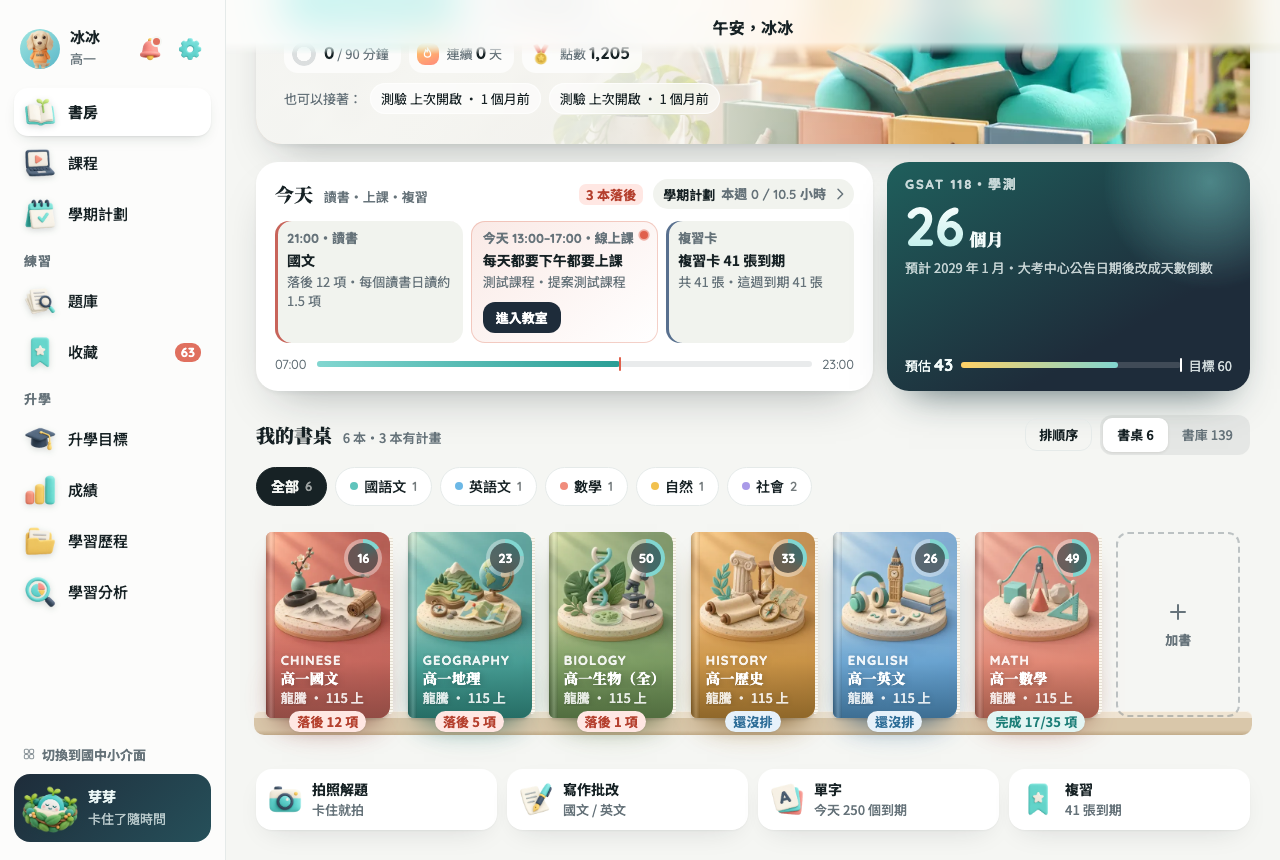 冰冰
高一
書房
課程
學期計劃
練習
題庫
收藏 63
升學
升學目標
成績
學習歷程
學習分析
切換到國中小介面
芽芽
卡住了隨時問
午安，冰冰
0 / 90 分鐘
連續 0 天
點數 1,205
也可以接著：
測驗 上次開啟 · 1 個月前
測驗 上次開啟 · 1 個月前
今天 讀書・上課・複習
3 本落後
學期計劃 本週 0 / 10.5 小時
21:00・讀書
國文
落後 12 項・每個讀書日讀約
1.5 項
今天 13:00–17:00・線上課
每天都要下午都要上課
測試課程・提案測試課程
進入教室
複習卡
複習卡 41 張到期
共 41 張・這週到期 41 張
07:00
23:00
GSAT 118・學測
26 個月
預計 2029 年 1 月・大考中心公告日期後改成天數倒數
預估 43
目標 60
我的書桌 6 本・3 本有計畫
排順序
書桌 6
書庫 139
全部 6
國語文 1
英語文 1
數學 1
自然 1
社會 2
16
CHINESE
高一國文
龍騰 · 115 上
落後 12 項
23
GEOGRAPHY
高一地理
龍騰 · 115 上
落後 5 項
50
BIOLOGY
高一生物（全）
龍騰 · 115 上
落後 1 項
33
HISTORY
高一歷史
龍騰 · 115 上
還沒排
26
ENGLISH
高一英文
龍騰 · 115 上
還沒排
49
MATH
高一數學
龍騰 · 115 上
完成 17/35 項
加書
拍照解題
卡住就拍
寫作批改
國文 / 英文
單字
今天 250 個到期
複習
41 張到期